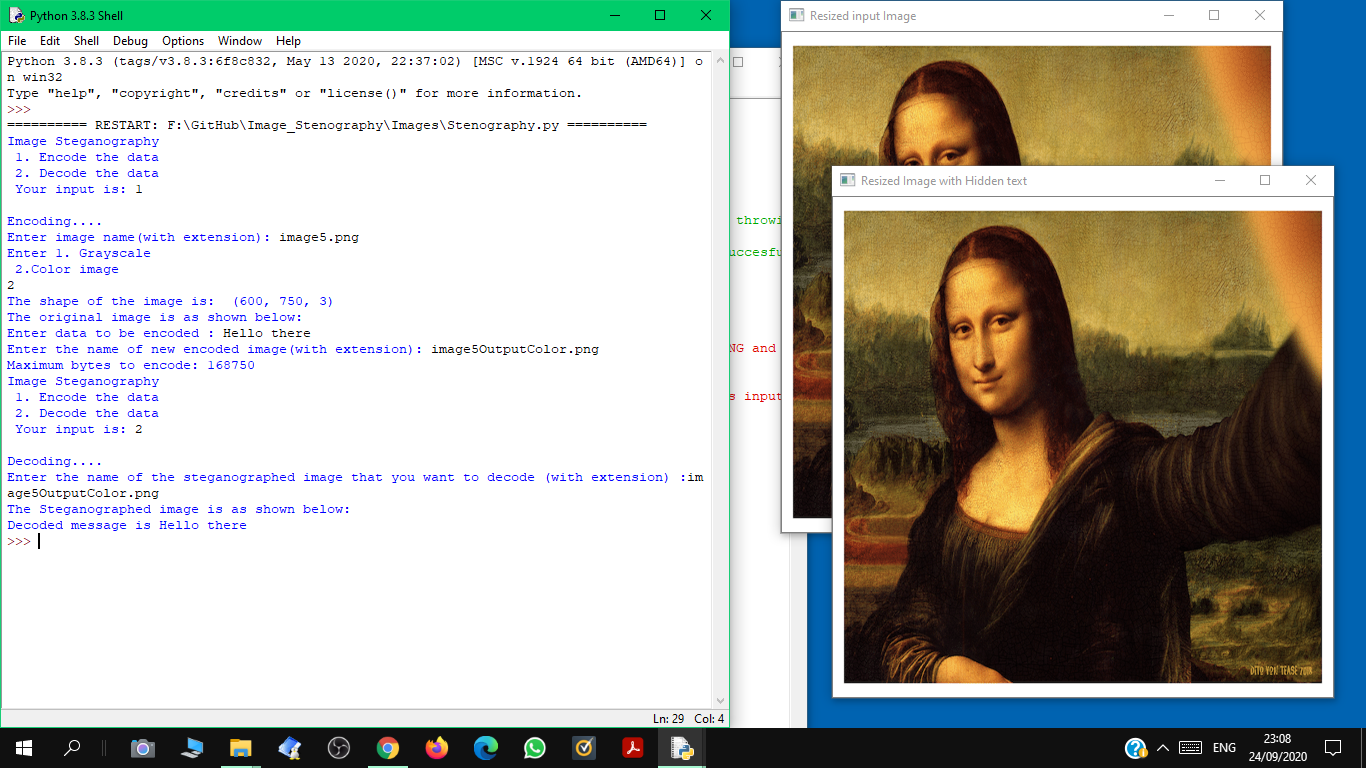 Python 3.8.3 Shell
File Edit Shell Debug Options Window Help
Python 3.8.3 (tags/v3.8.3:6f8c832, May 13 2020, 22:37:02) [MSC v.1924 64 bit (AMD64)] o
n win32
Type "help", "copyright", "credits" or "license()" for more information.
>>>
========== RESTART: F:\GitHub\Image_Stenography\Images\Stenography.py ==========
Image Steganography
1. Encode the data
2. Decode the data
Your input is: 1
Encoding....
Enter image name(with extension): image5.png
Enter 1. Grayscale
2.Color image
2
The shape of the image is:  (600, 750, 3)
The original image is as shown below:
Enter data to be encoded : Hello there
Enter the name of new encoded image(with extension): image5OutputColor.png
Maximum bytes to encode: 168750
Image Steganography
1. Encode the data
2. Decode the data
Your input is: 2
Decoding....
Enter the name of the steganographed image that you want to decode (with extension) :im
age5OutputColor.png
The Steganographed image is as shown below:
Decoded message is Hello there
>>>
Ln: 29 Col: 4
throwi
uccesfu
NG and
s input
Resized input Image
Resized Image with Hidden text
DITO VON TEASE 2018
ENG
23:08
24/09/2020